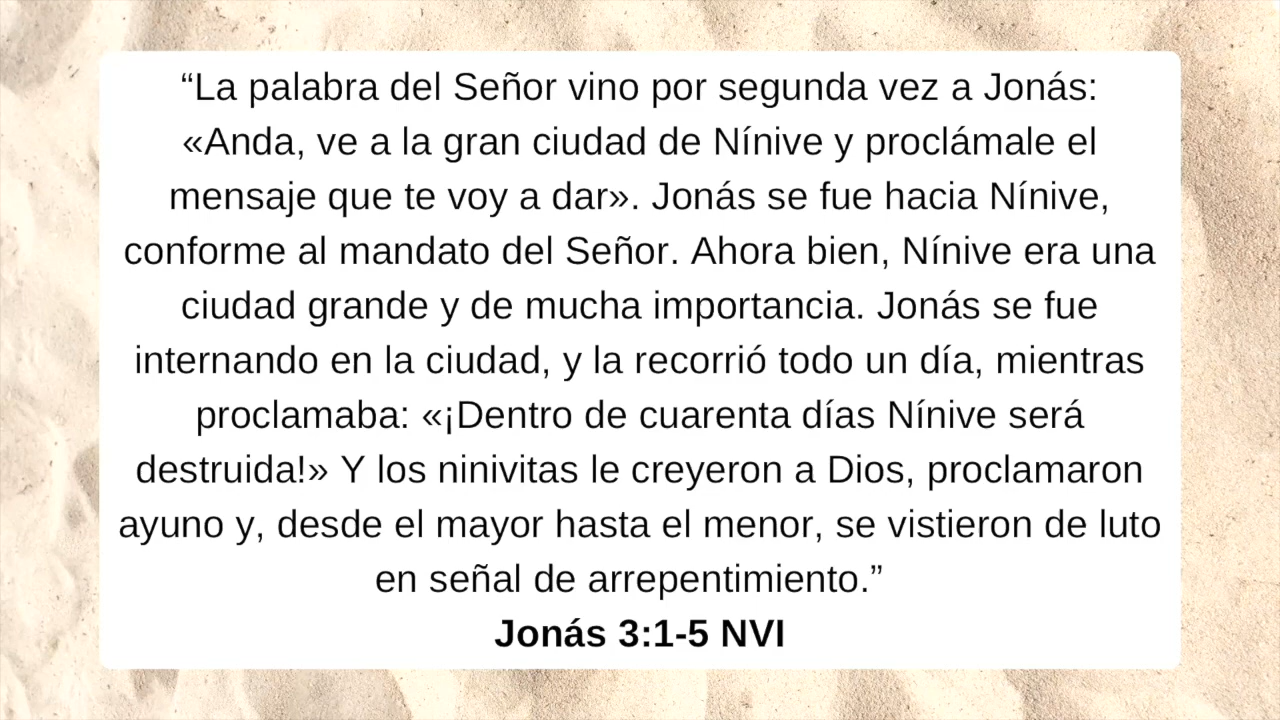 “La palabra del Señor vino por segunda vez a Jonás:
«Anda, ve a la gran ciudad de Nínive y proclámale el
mensaje que te voy a dar». Jonás se fue hacia Nínive,
conforme al mandato del Señor. Ahora bien, Nínive era una
ciudad grande y de mucha importancia. Jonás se fue
internando en la ciudad, y la recorrió todo un día, mientras
proclamaba: «¡Dentro de cuarenta días Nínive será
destruida!» Y los ninivitas le creyeron a Dios, proclamaron
ayuno y, desde el mayor hasta el menor, se vistieron de luto
en señal de arrepentimiento.”
Jonás 3:1-5 NVI